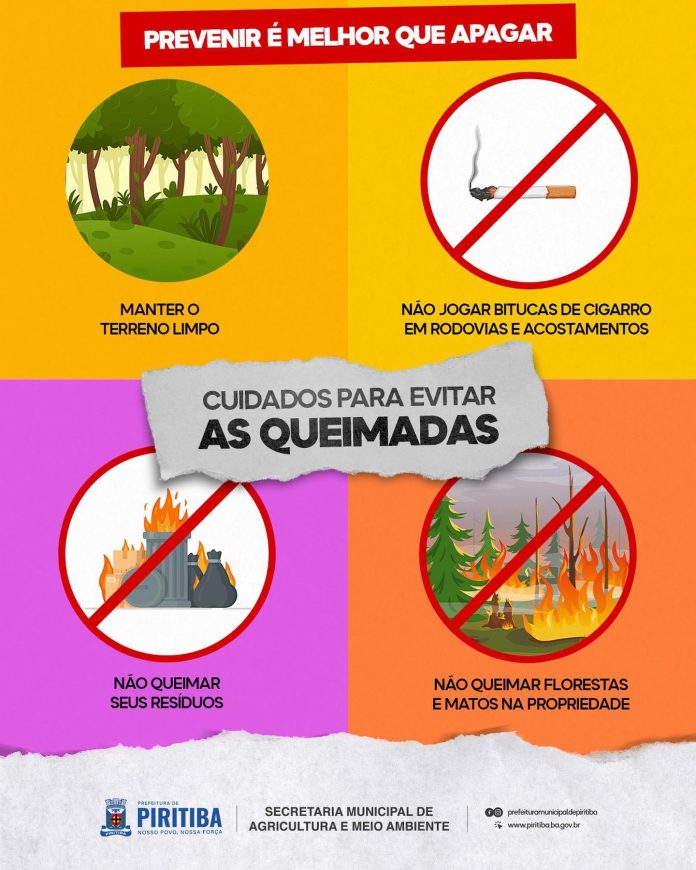 PREVENIR É MELHOR QUE APAGAR
MANTER O
TERRENO LIMPO
NÃO JOGAR BITUCAS DE CIGARRO
EM RODOVIAS E ACOSTAMENTOS
CUIDADOS PARA EVITAR
AS QUEIMADAS
NÃO QUEIMAR
SEUS RESÍDUOS
NÃO QUEIMAR FLORESTAS
E MATOS NA PROPRIEDADE
PREFEITURA DE
PIRITIBA
NOSSO POVO, NOSSA FORÇA
PIRITIBA
SECRETARIA MUNICIPAL DE
AGRICULTURA E MEIO AMBIENTE
prefeituramunicipaldepiritiba
www.piritiba.ba.gov.br